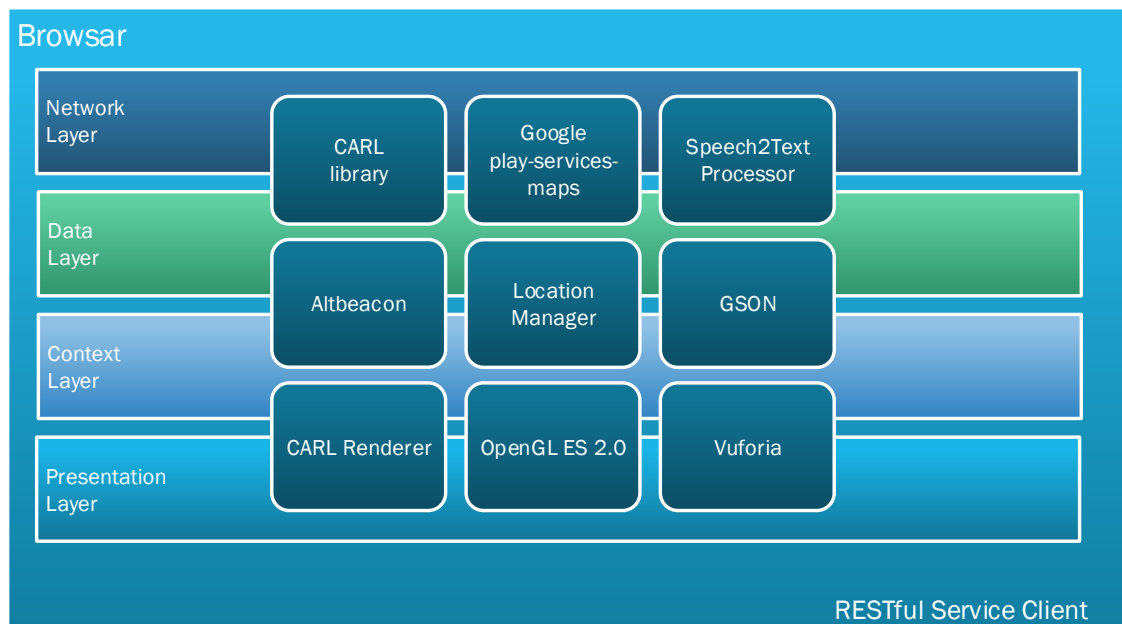 Browsar
Network
Layer
CARL
library
Google
play-services-
maps
Speech2Text
Processor
Data
Layer
Altbeacon
Location
Manager
GSON
Context
Layer
CARL Renderer
OpenGL ES 2.0
Vuforia
Presentation
Layer
RESTful Service Client